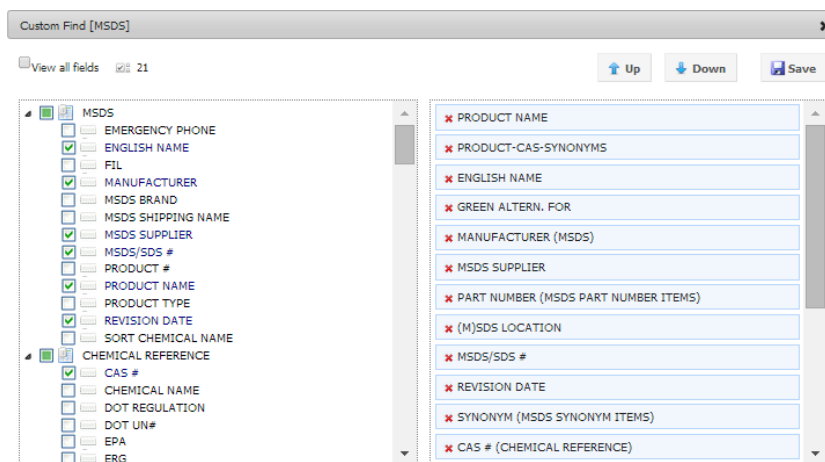 Custom Find [MSDS]
View all fields 21
Up Down Save
MSDS
EMERGENCY PHONE
ENGLISH NAME
FIL
MANUFACTURER
MSDS BRAND
MSDS SHIPPING NAME
MSDS SUPPLIER
MSDS/SDS #
PRODUCT #
PRODUCT NAME
PRODUCT TYPE
REVISION DATE
SORT CHEMICAL NAME
CHEMICAL REFERENCE
CAS #
CHEMICAL NAME
DOT REGULATION
DOT UN#
EPA
ERG
PRODUCT NAME
PRODUCT-CAS-SYNONYMS
ENGLISH NAME
GREEN ALTERN. FOR
MANUFACTURER (MSDS)
MSDS SUPPLIER
PART NUMBER (MSDS PART NUMBER ITEMS)
(M)SDS LOCATION
MSDS/SDS #
REVISION DATE
SYNONYM (MSDS SYNONYM ITEMS)
CAS # (CHEMICAL REFERENCE)